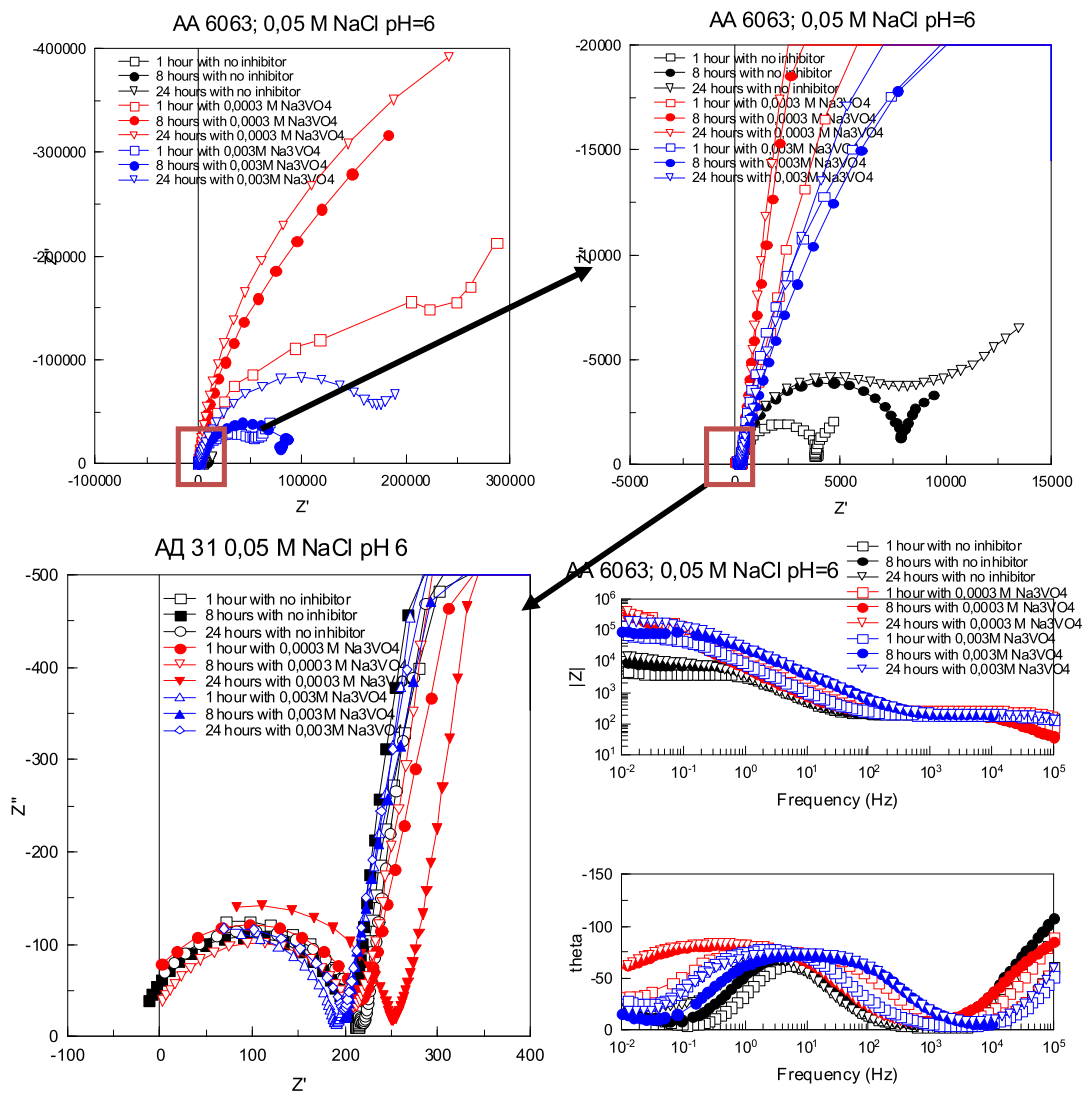 AA 6063; 0,05 M NaCl pH=6
-400000
-300000
-200000
-100000
0
-100000
0
100000
200000
300000
Z'
Z''
1 hour with no inhibitor
8 hours with no inhibitor
24 hours with no inhibitor
1 hour with 0,0003 M Na3VO4
8 hours with 0,0003 M Na3VO4
24 hours with 0,0003 M Na3VO4
1 hour with 0,003M Na3VO4
8 hours with 0,003M Na3VO4
24 hours with 0,003M Na3VO4
AA 6063; 0,05 M NaCl pH=6
-20000
-15000
-10000
-5000
0
-5000
0
5000
10000
15000
Z'
Z''
1 hour with no inhibitor
8 hours with no inhibitor
24 hours with no inhibitor
1 hour with 0,0003 M Na3VO4
8 hours with 0,0003 M Na3VO4
24 hours with 0,0003 M Na3VO4
1 hour with 0,003M Na3VO4
8 hours with 0,003M Na3VO4
24 hours with 0,003M Na3VO4
АД 31 0,05 M NaCl pH 6
-500
-400
-300
-200
-100
0
-100
0
100
200
300
400
Z'
Z''
1 hour with no inhibitor
8 hours with no inhibitor
24 hours with no inhibitor
1 hour with 0,0003 M Na3VO4
8 hours with 0,0003 M Na3VO4
24 hours with 0,0003 M Na3VO4
1 hour with 0,003M Na3VO4
8 hours with 0,003M Na3VO4
24 hours with 0,003M Na3VO4
AA 6063; 0,05 M NaCl pH=6
1 hour with no inhibitor
8 hours with no inhibitor
24 hours with no inhibitor
1 hour with 0,0003 M Na3VO4
8 hours with 0,0003 M Na3VO4
24 hours with 0,0003 M Na3VO4
1 hour with 0,003M Na3VO4
8 hours with 0,003M Na3VO4
24 hours with 0,003M Na3VO4
10^6
10^5
10^4
10^3
10^2
10^1
|Z|
10^-2
10^-1
10^0
10^1
10^2
10^3
10^4
10^5
Frequency (Hz)
-150
-100
-50
0
theta
10^-2
10^-1
10^0
10^1
10^2
10^3
10^4
10^5
Frequency (Hz)